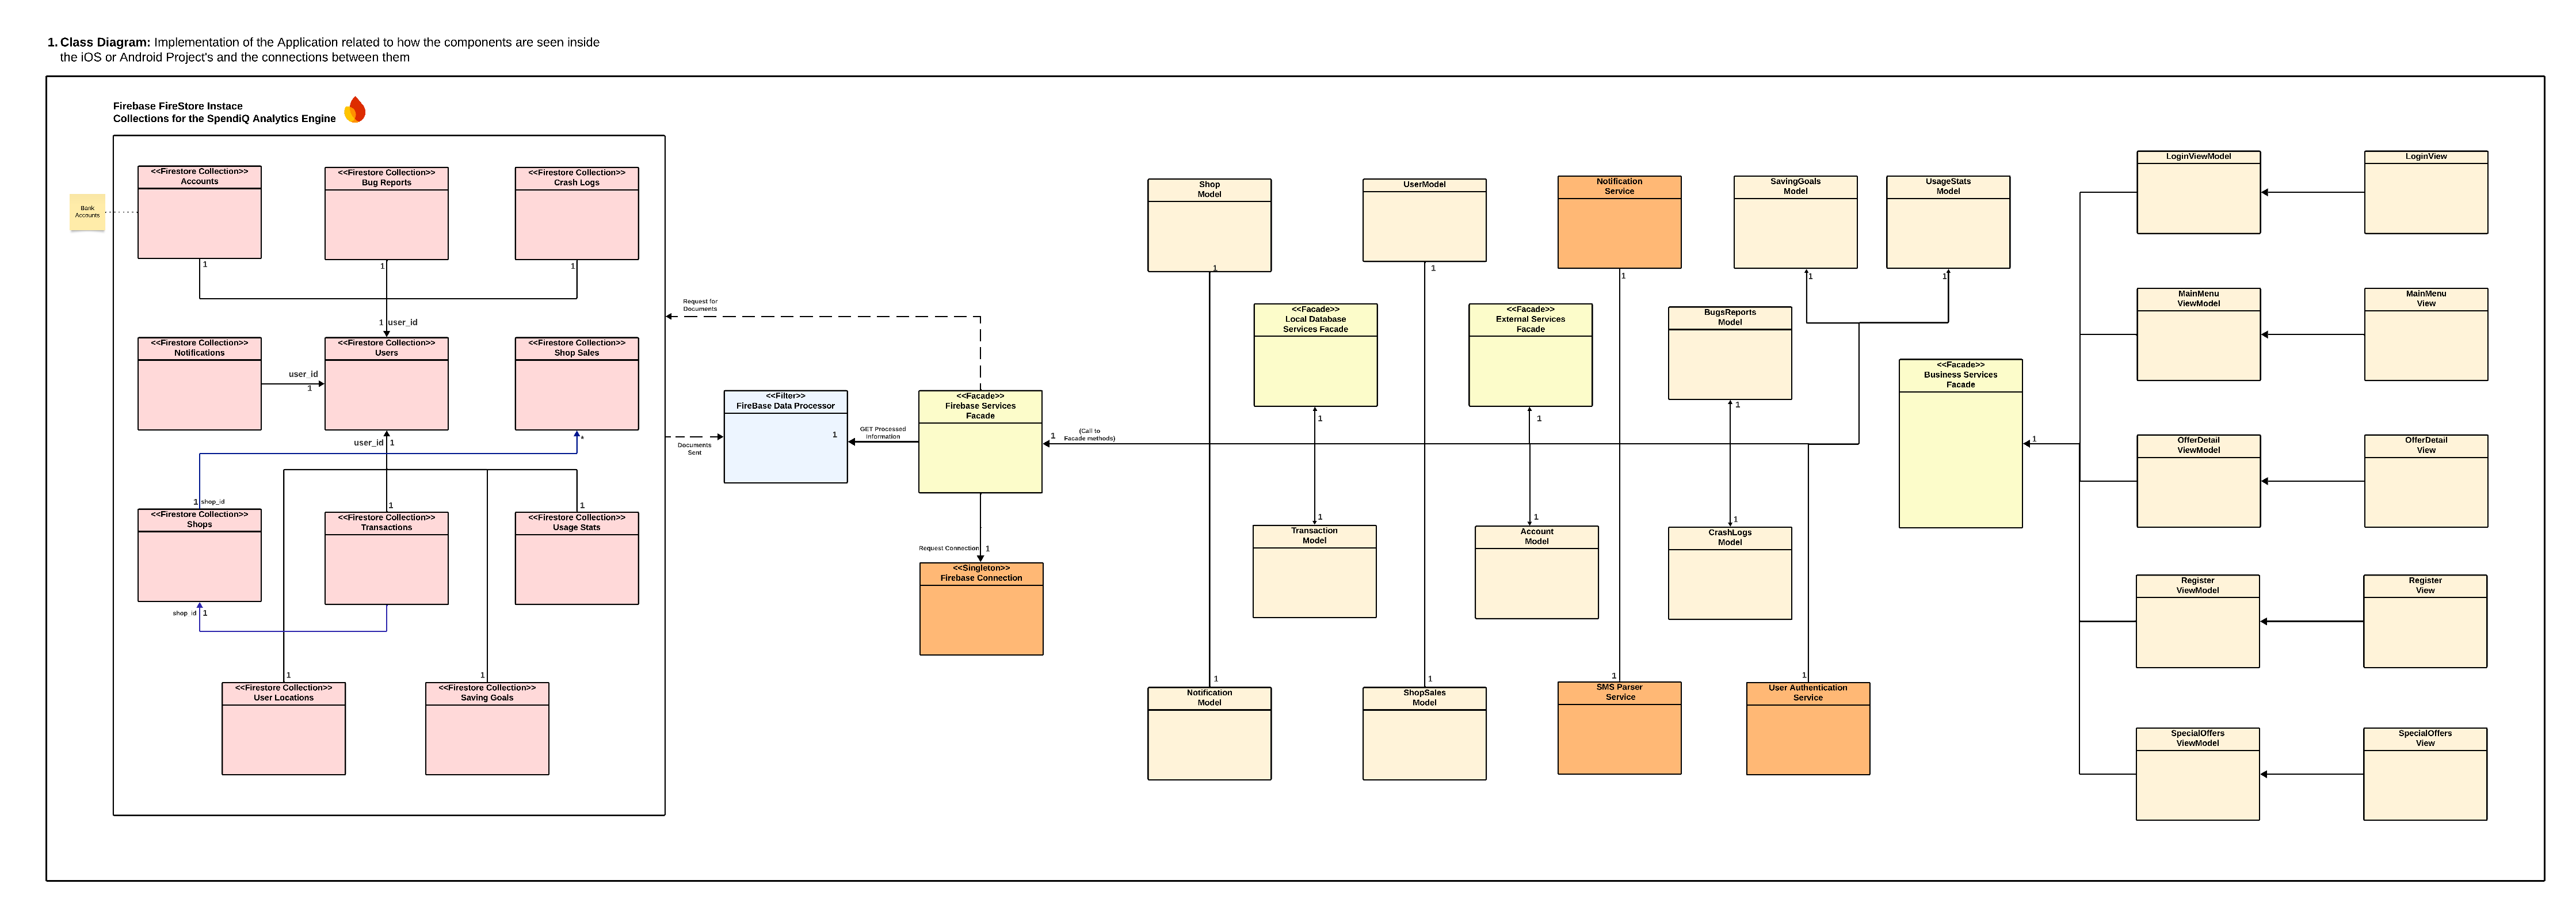 1. Class Diagram: Implementation of the Application related to how the components are seen inside
the iOS or Android Project's and the connections between them
Firebase FireStore Instace
Collections for the SpendiQ Analytics Engine
Bank
Accounts
<<Firestore Collection>>
Accounts
1
<<Firestore Collection>>
Bug Reports
1
<<Firestore Collection>>
Crash Logs
1
1 user_id
<<Firestore Collection>>
Notifications
user_id
1
<<Firestore Collection>>
Users
<<Firestore Collection>>
Shop Sales
user_id 1
*
1 shop_id
<<Firestore Collection>>
Shops
shop_id 1
1
<<Firestore Collection>>
Transactions
1
<<Firestore Collection>>
Usage Stats
1
<<Firestore Collection>>
User Locations
1
<<Firestore Collection>>
Saving Goals
Request for
Documents
Documents
Sent
<<Filter>>
FireBase Data Processor
1
GET Processed
Information
<<Facade>>
Firebase Services
Facade
1
(Call to
Facade methods)
Request Connection 1
<<Singleton>>
Firebase Connection
Shop
Model
1
UserModel
1
Notification
Service
1
SavingGoals
Model
1
UsageStats
Model
1
<<Facade>>
Local Database
Services Facade
1
<<Facade>>
External Services
Facade
1
BugsReports
Model
1
1
Transaction
Model
1
Account
Model
1
CrashLogs
Model
1
Notification
Model
1
ShopSales
Model
1
SMS Parser
Service
1
User Authentication
Service
<<Facade>>
Business Services
Facade
1
LoginViewModel
LoginView
MainMenu
ViewModel
MainMenu
View
OfferDetail
ViewModel
OfferDetail
View
Register
ViewModel
Register
View
SpecialOffers
ViewModel
SpecialOffers
View